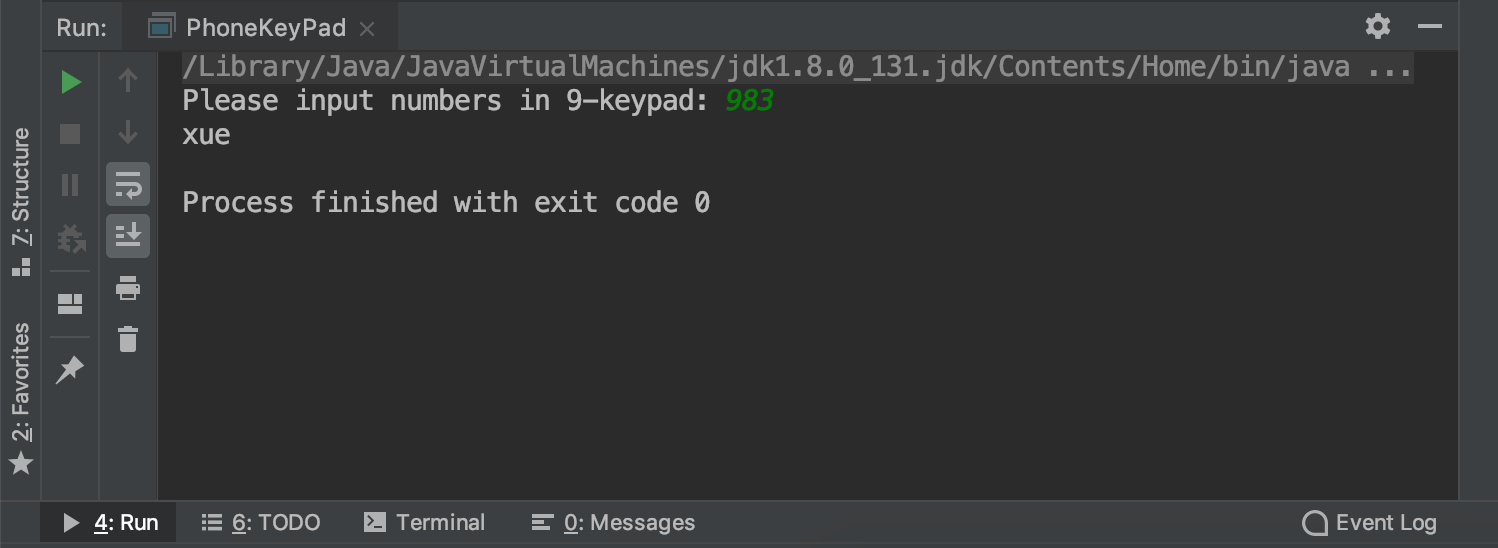 Run: PhoneKeyPad
/Library/Java/JavaVirtualMachines/jdk1.8.0_131.jdk/Contents/Home/bin/java ...
Please input numbers in 9-keypad: 983
xue
Process finished with exit code 0
7: Structure
2: Favorites
4: Run 6: TODO Terminal 0: Messages Event Log